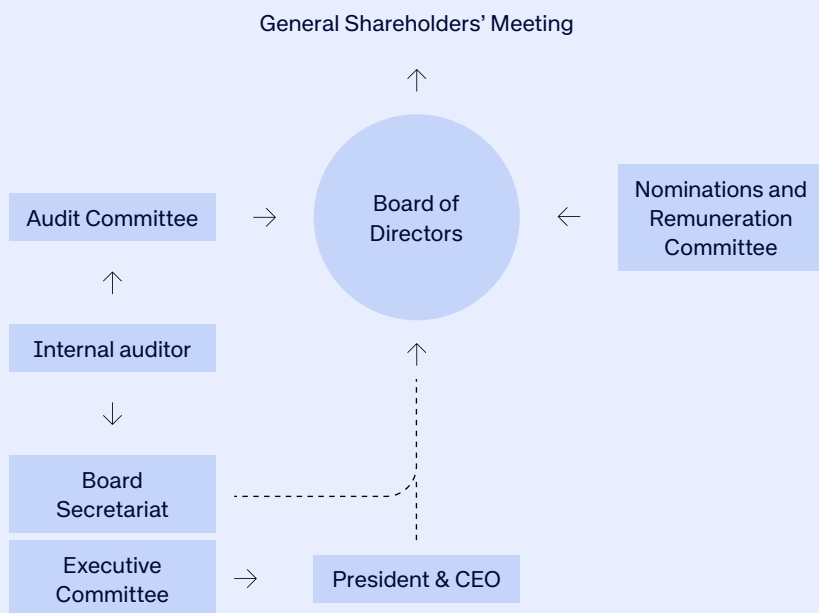 General Shareholders’ Meeting
Board of
Directors
Audit Committee
Nominations and
Remuneration
Committee
Internal auditor
Board
Secretariat
Executive
Committee
President & CEO